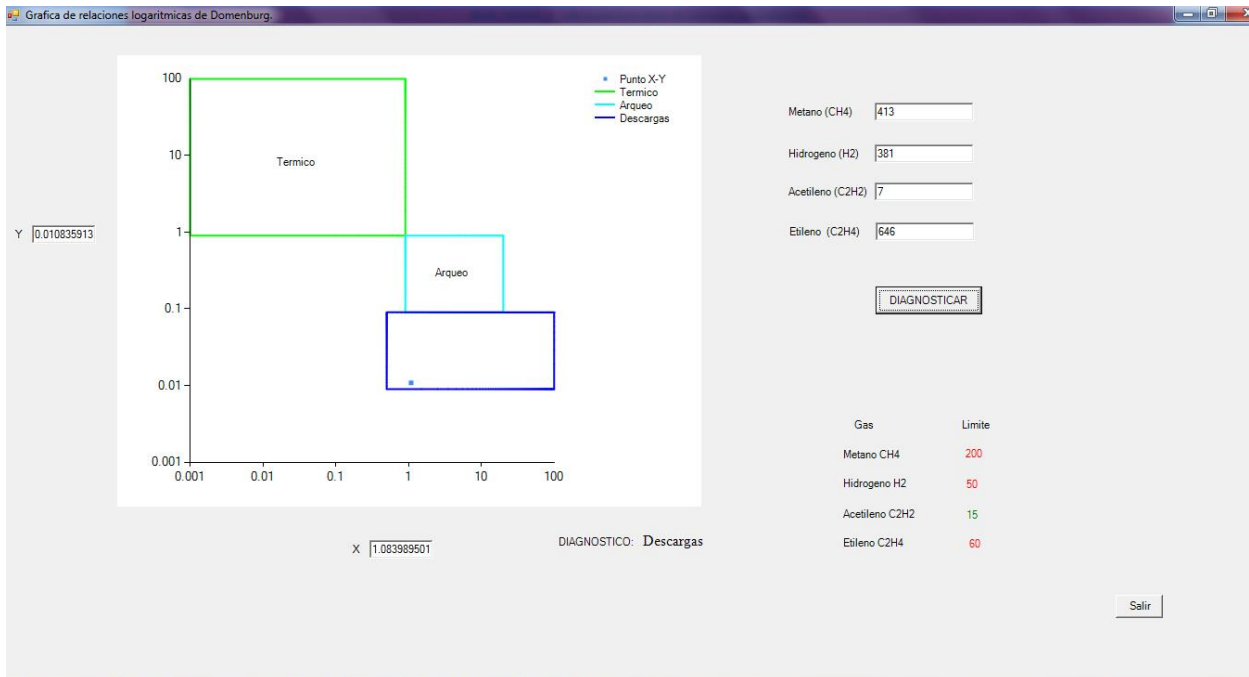 Grafica de relaciones logaritmicas de Domenburg.
100
10
1
0.1
0.01
0.001
0.001 0.01 0.1 1 10 100
Termico
Arqueo
Punto X-Y
Termico
Arqueo
Descargas
Y 0.010835913
X 1.083989501
DIAGNOSTICO: Descargas
Metano (CH4) 413
Hidrogeno (H2) 381
Acetileno (C2H2) 7
Etileno (C2H4) 646
DIAGNOSTICAR
Gas Limite
Metano CH4 200
Hidrogeno H2 50
Acetileno C2H2 15
Etileno C2H4 60
Salir